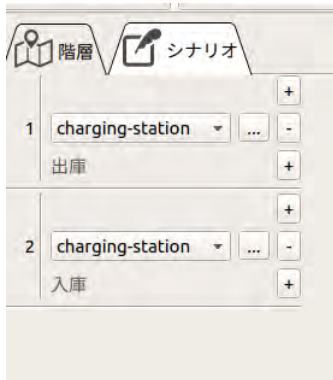 階層 シナリオ
+
1 charging-station ... -
出庫 +
+
2 charging-station ... -
入庫 +